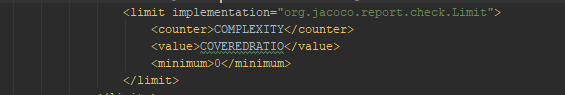 <limit implementation="org.jacoco.report.check.Limit">
<counter>COMPLEXITY</counter>
<value>COVEREDRATIO</value>
<minimum>0</minimum>
</limit>